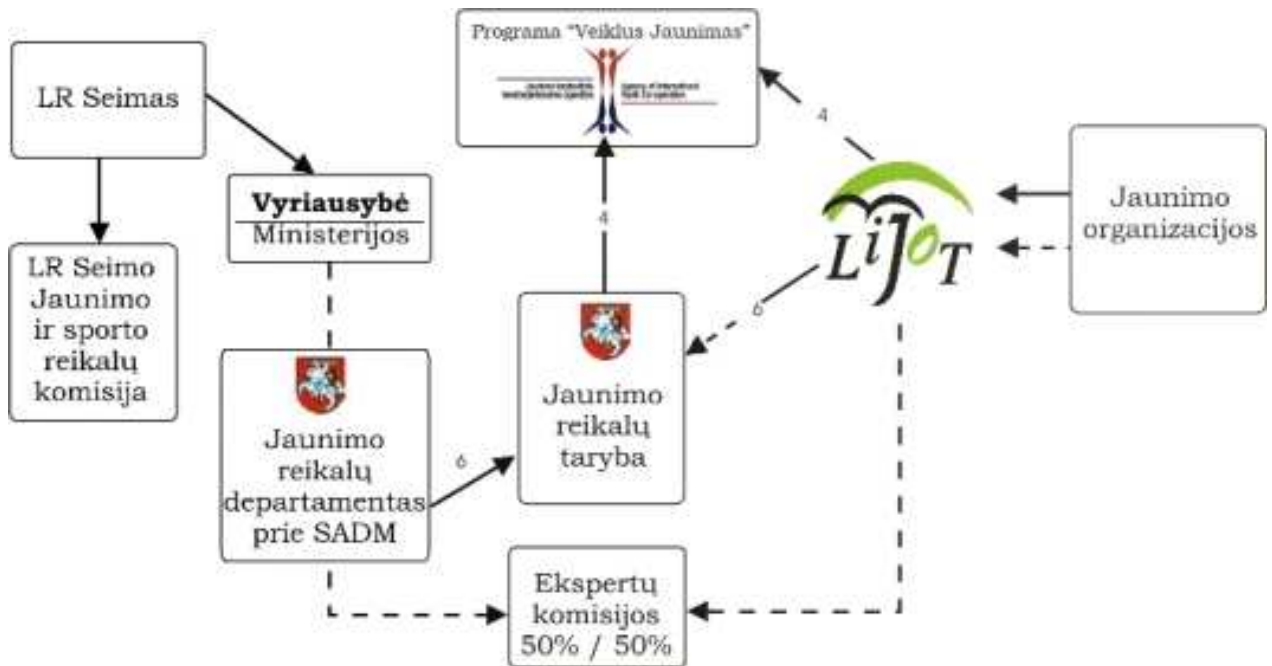 Programa “Veiklus Jaunimas”
LR Seimas
4
Vyriausybė
Ministerijos
LiJOT
Jaunimo
organizacijos
4
LR Seimo
Jaunimo
ir sporto
reikalų
komisija
6
Jaunimo
reikalų
departamentas
prie SADM
6
Jaunimo
reikalų
taryba
Ekspertų
komisijos
50% / 50%